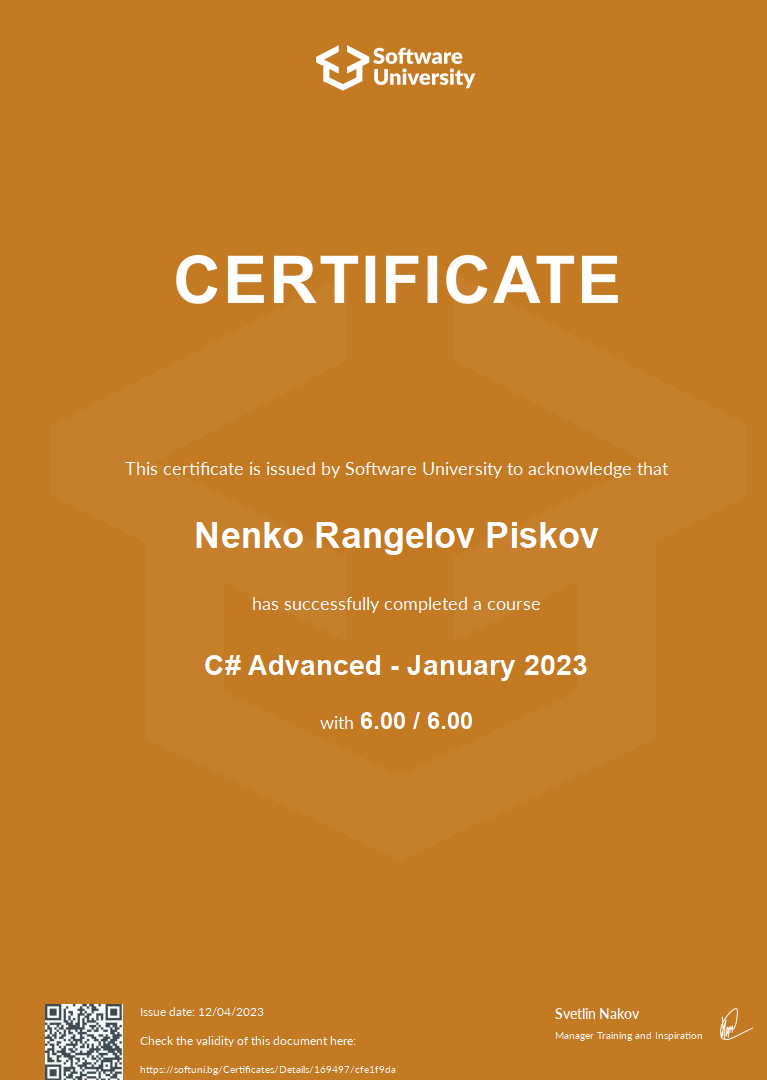 Software
University
CERTIFICATE
This certificate is issued by Software University to acknowledge that
Nenko Rangelov Piskov
has successfully completed a course
C# Advanced - January 2023
with 6.00 / 6.00
Issue date: 12/04/2023
Check the validity of this document here:
https://softuni.bg/Certificates/Details/169497/cfe1f9da
Svetlin Nakov
Manager Training and Inspiration